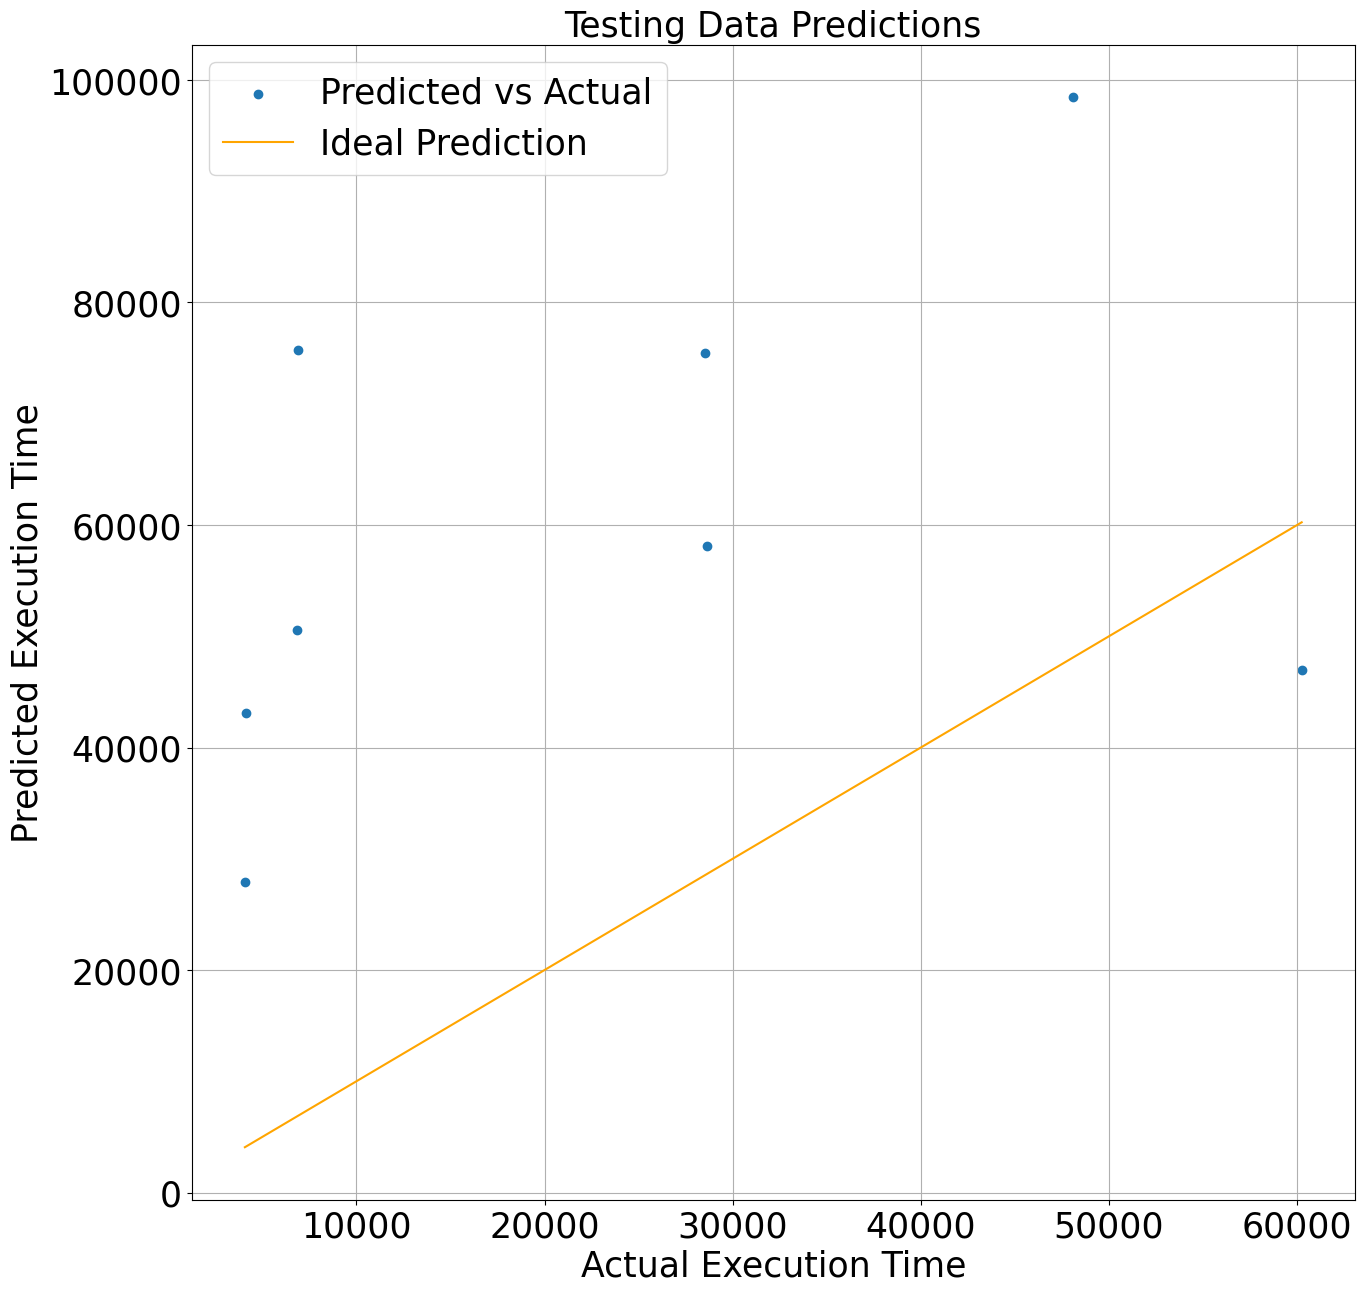 Testing Data Predictions
Predicted vs Actual
Ideal Prediction
100000
80000
60000
40000
20000
0
Predicted Execution Time
10000 20000 30000 40000 50000 60000
Actual Execution Time